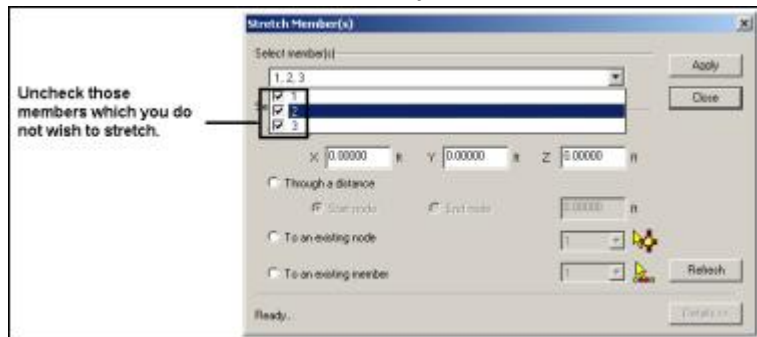 Stretch Member(s)
Select member(s)
Apply
1, 2, 3
Close
Uncheck those
members which you do
not wish to stretch.
1
2
3
X 0.00000 ft Y 0.00000 ft Z 0.00000 ft
Through a distance
Start node End node 0.00000 ft
To an existing node 1
To an existing member 1 Refresh
Ready. Details >>